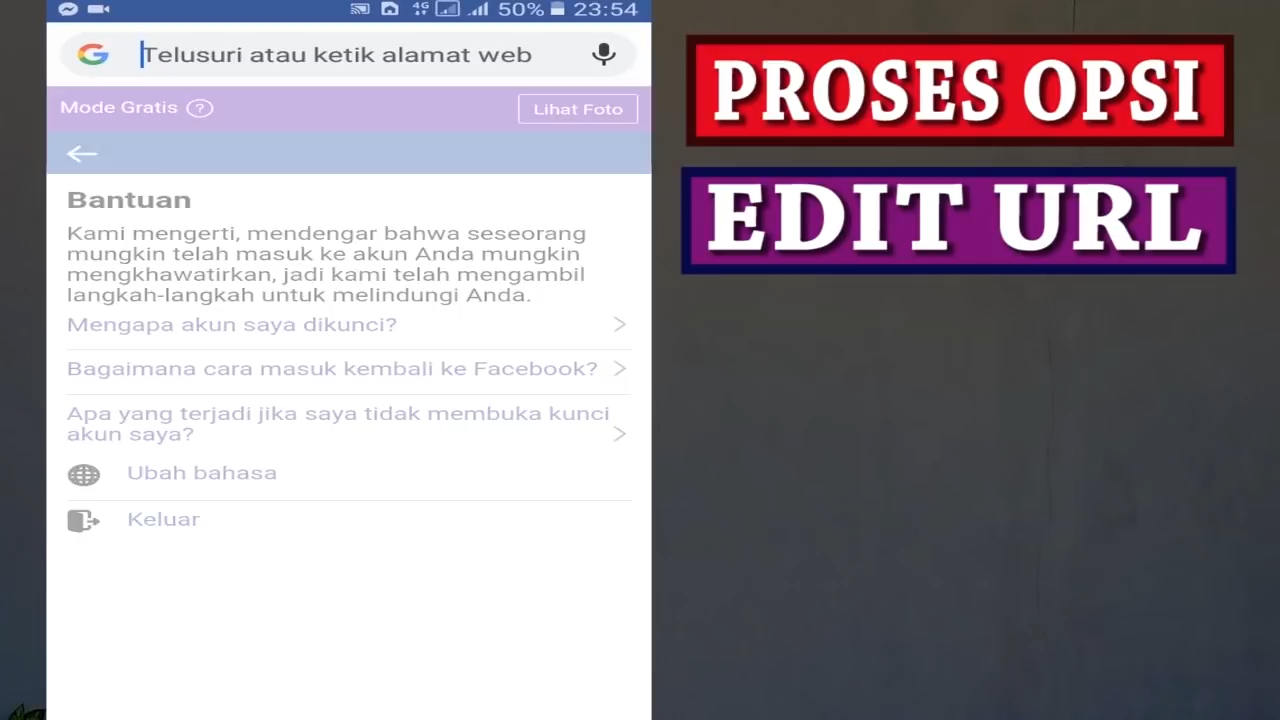 4G 50% 23:54
Telusuri atau ketik alamat web
Mode Gratis ?
Lihat Foto
Bantuan
Kami mengerti, mendengar bahwa seseorang
mungkin telah masuk ke akun Anda mungkin
mengkhawatirkan, jadi kami telah mengambil
langkah-langkah untuk melindungi Anda.
Mengapa akun saya dikunci?
Bagaimana cara masuk kembali ke Facebook?
Apa yang terjadi jika saya tidak membuka kunci
akun saya?
Ubah bahasa
Keluar
PROSES OPSI
EDIT URL